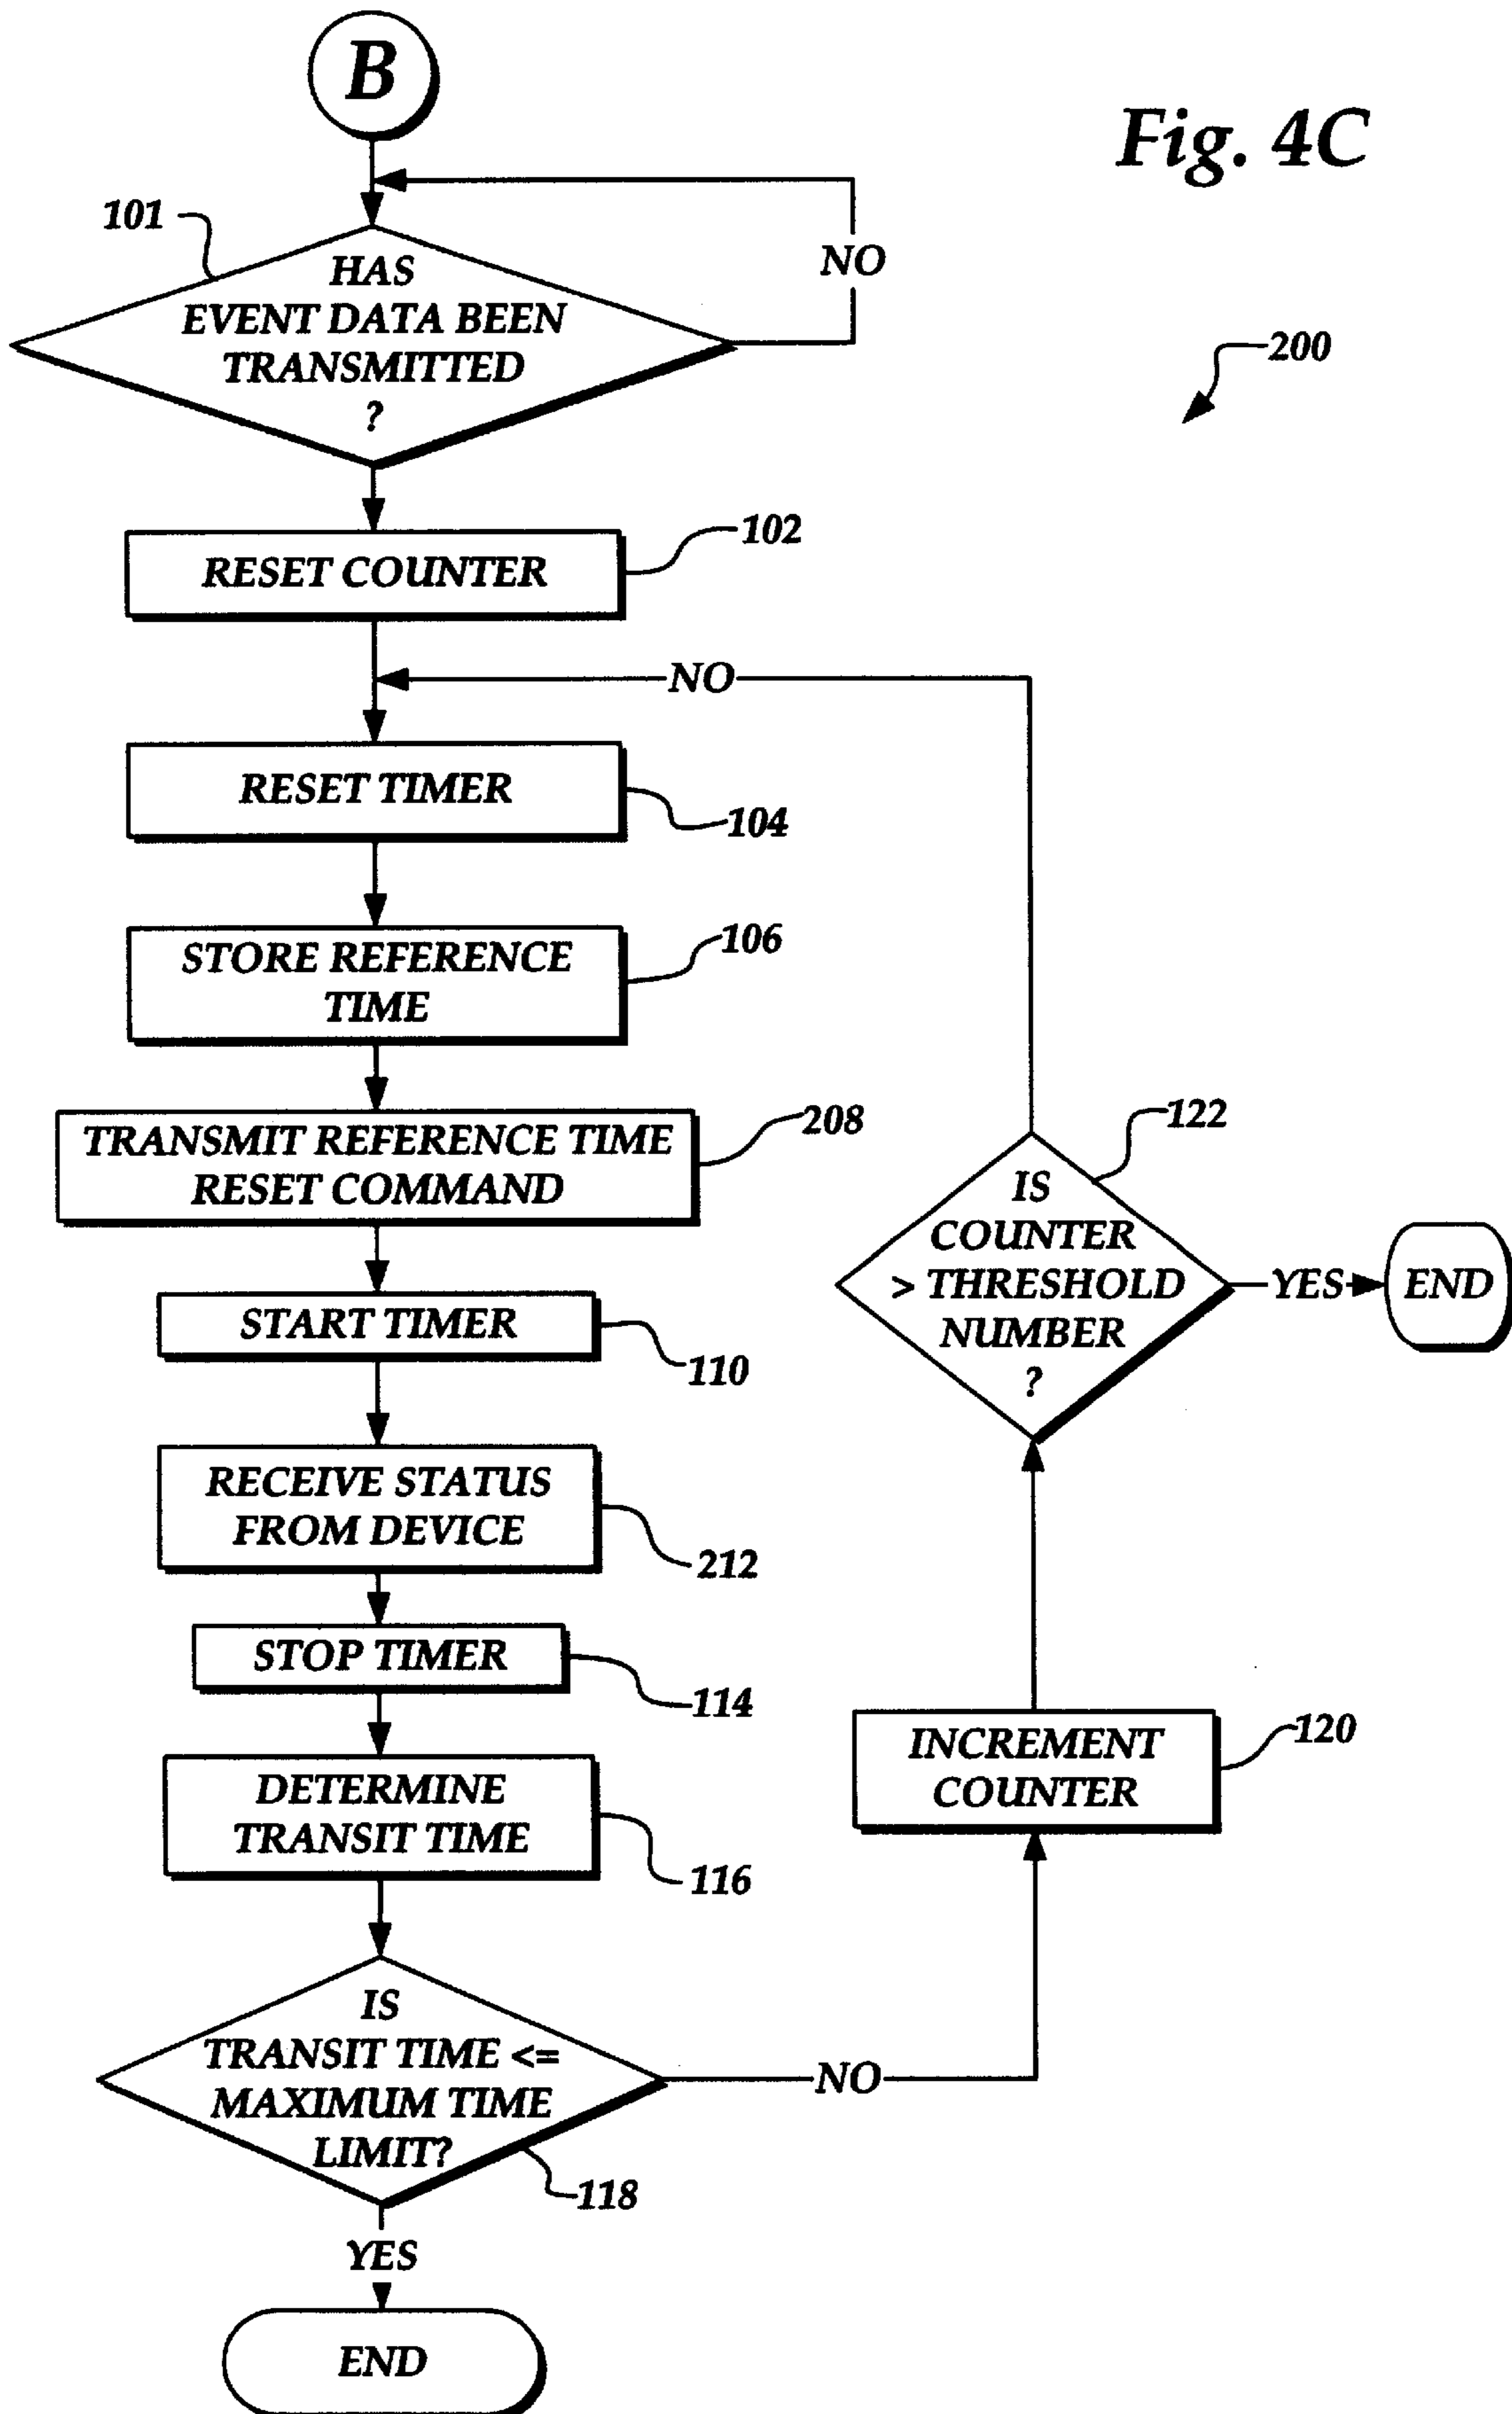 B
Fig. 4C
101
HAS
EVENT DATA BEEN
TRANSMITTED
?
NO
200
RESET COUNTER
102
NO
RESET TIMER
104
STORE REFERENCE
TIME
106
TRANSMIT REFERENCE TIME
RESET COMMAND
208
START TIMER
110
RECEIVE STATUS
FROM DEVICE
212
STOP TIMER
114
DETERMINE
TRANSIT TIME
116
IS
TRANSIT TIME <=
MAXIMUM TIME
LIMIT?
118
YES
END
NO
INCREMENT
COUNTER
120
IS
COUNTER
> THRESHOLD
NUMBER
?
122
YES
END